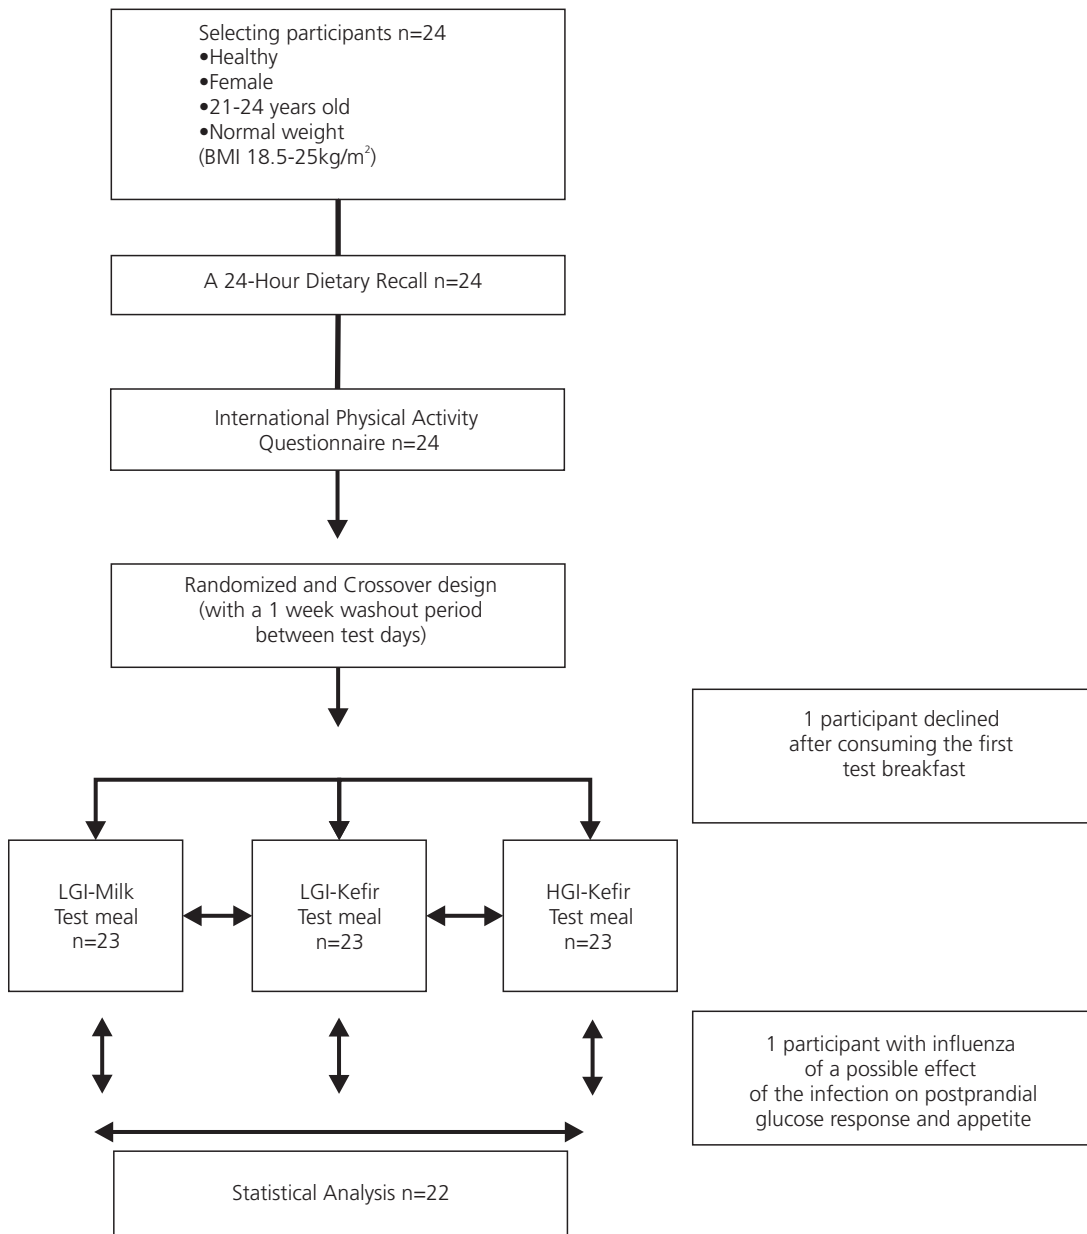 Selecting participants n=24
•Healthy
•Female
•21-24 years old
•Normal weight
(BMI 18.5-25kg/m²)
A 24-Hour Dietary Recall n=24
International Physical Activity
Questionnaire n=24
Randomized and Crossover design
(with a 1 week washout period
between test days)
1 participant declined
after consuming the first
test breakfast
LGI-Milk
Test meal
n=23
LGI-Kefir
Test meal
n=23
HGI-Kefir
Test meal
n=23
1 participant with influenza
of a possible effect
of the infection on postprandial
glucose response and appetite
Statistical Analysis n=22